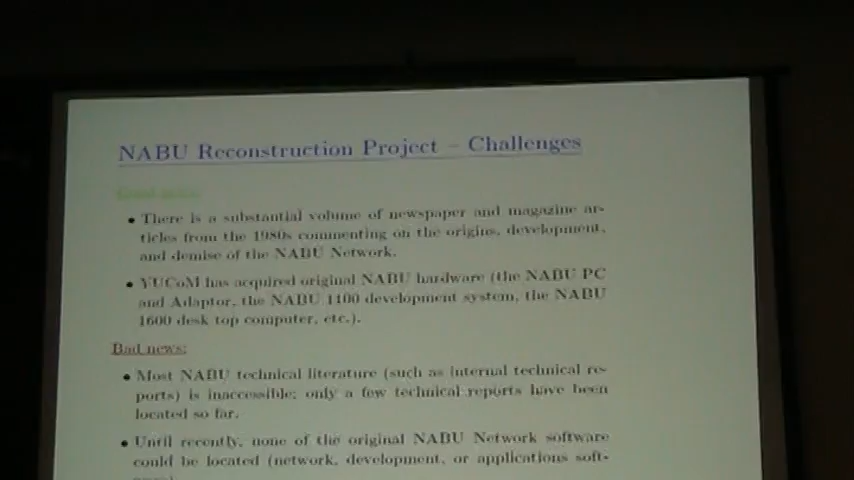 NABU Reconstruction Project – Challenges
Good news:
• There is a substantial volume of newspaper and magazine ar-
ticles from the 1980s commenting on the origins, development,
and demise of the NABU Network.
• YUCoM has acquired original NABU hardware (the NABU PC
and Adaptor, the NABU 1100 development system, the NABU
1600 desk top computer, etc.).
Bad news:
• Most NABU technical literature (such as internal technical re-
ports) is inaccessible; only a few technical reports have been
located so far.
• Until recently, none of the original NABU Network software
could be located (network, development, or applications soft-